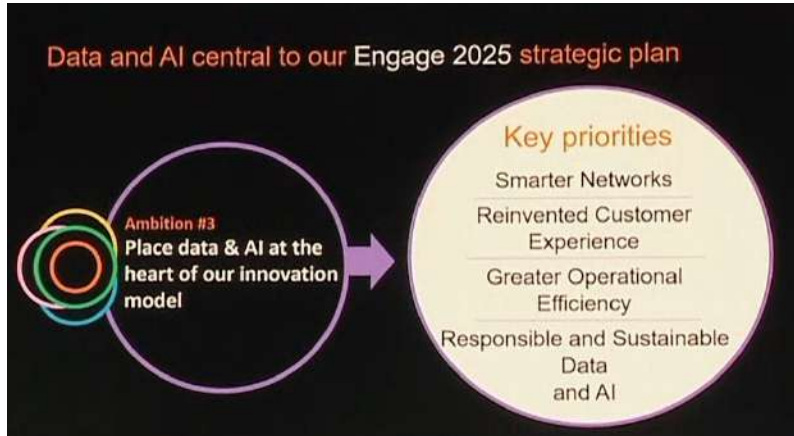 Data and AI central to our Engage 2025 strategic plan
Ambition #3
Place data & AI at the
heart of our innovation
model
Key priorities
Smarter Networks
Reinvented Customer
Experience
Greater Operational
Efficiency
Responsible and Sustainable
Data
and AI